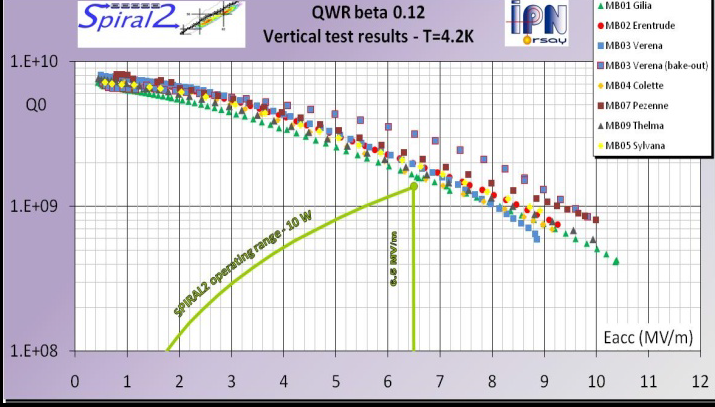 Spiral2
QWR beta 0.12
Vertical test results - T=4.2K
IPN
Orsay
MB01 Gilia
MB02 Erentrude
MB03 Verena
MB03 Verena (bake-out)
MB04 Colette
MB07 Pezenne
MB09 Thelma
MB05 Sylvana
1.E+10
Q0
1.E+09
1.E+08
SPIRAL2 operating range - 10 W
6.5 MV/m
Eacc (MV/m)
0 1 2 3 4 5 6 7 8 9 10 11 12